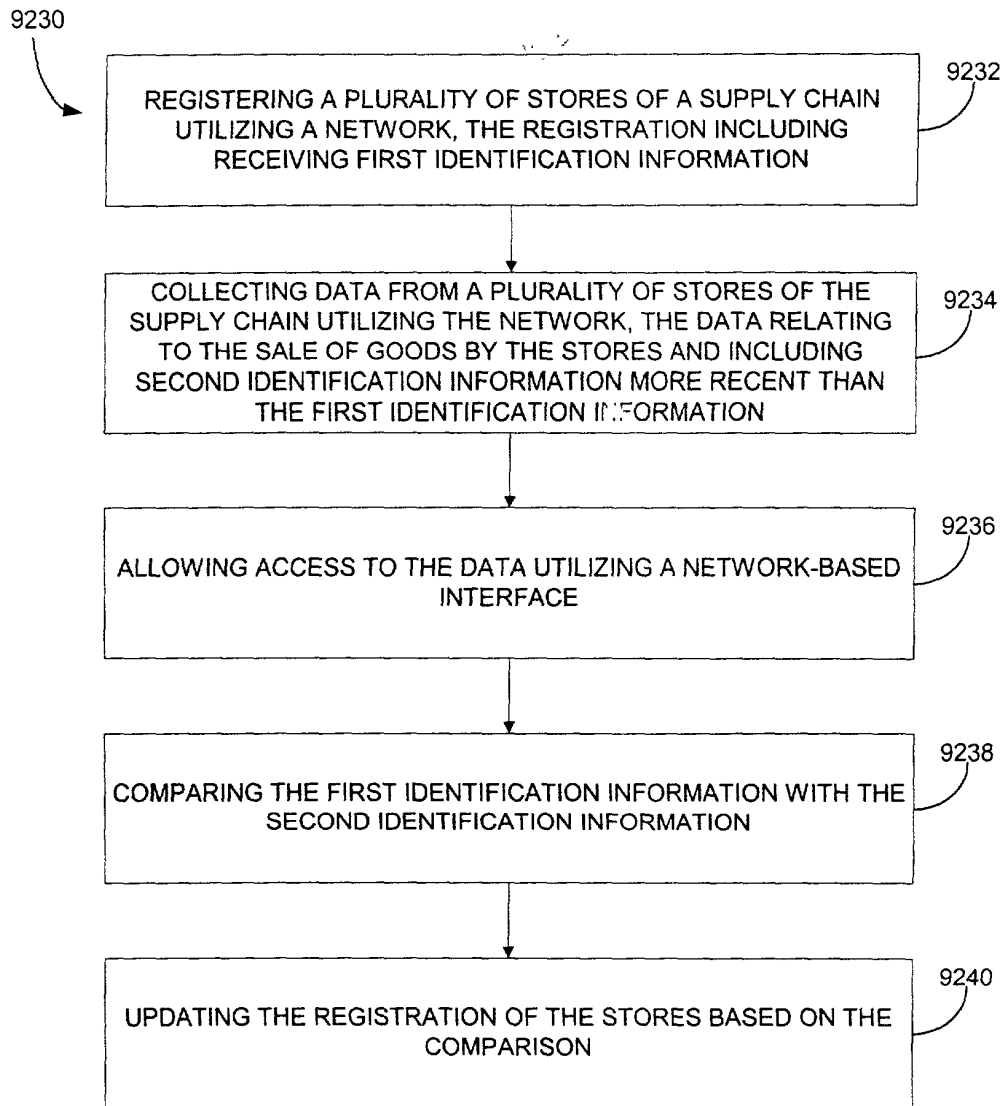 9230
9232
REGISTERING A PLURALITY OF STORES OF A SUPPLY CHAIN
UTILIZING A NETWORK, THE REGISTRATION INCLUDING
RECEIVING FIRST IDENTIFICATION INFORMATION
9234
COLLECTING DATA FROM A PLURALITY OF STORES OF THE
SUPPLY CHAIN UTILIZING THE NETWORK, THE DATA RELATING
TO THE SALE OF GOODS BY THE STORES AND INCLUDING
SECOND IDENTIFICATION INFORMATION MORE RECENT THAN
THE FIRST IDENTIFICATION INFORMATION
9236
ALLOWING ACCESS TO THE DATA UTILIZING A NETWORK-BASED
INTERFACE
9238
COMPARING THE FIRST IDENTIFICATION INFORMATION WITH THE
SECOND IDENTIFICATION INFORMATION
9240
UPDATING THE REGISTRATION OF THE STORES BASED ON THE
COMPARISON